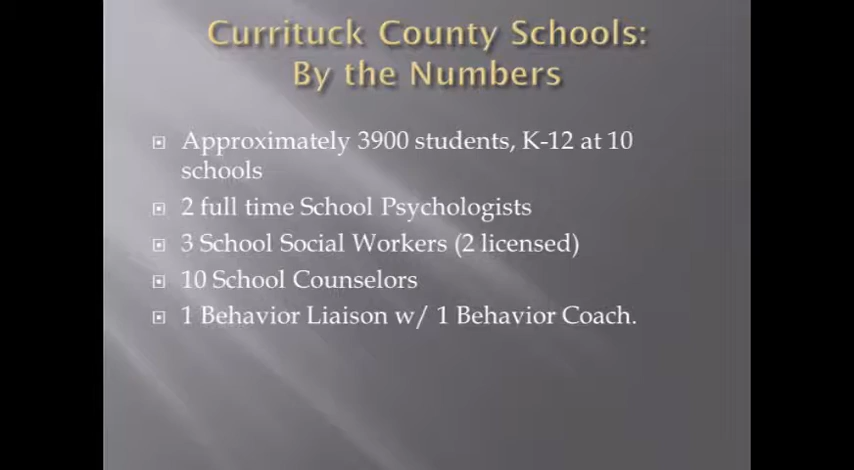 Currituck County Schools:
By the Numbers
Approximately 3900 students, K-12 at 10
schools
2 full time School Psychologists
3 School Social Workers (2 licensed)
10 School Counselors
1 Behavior Liaison w/ 1 Behavior Coach.